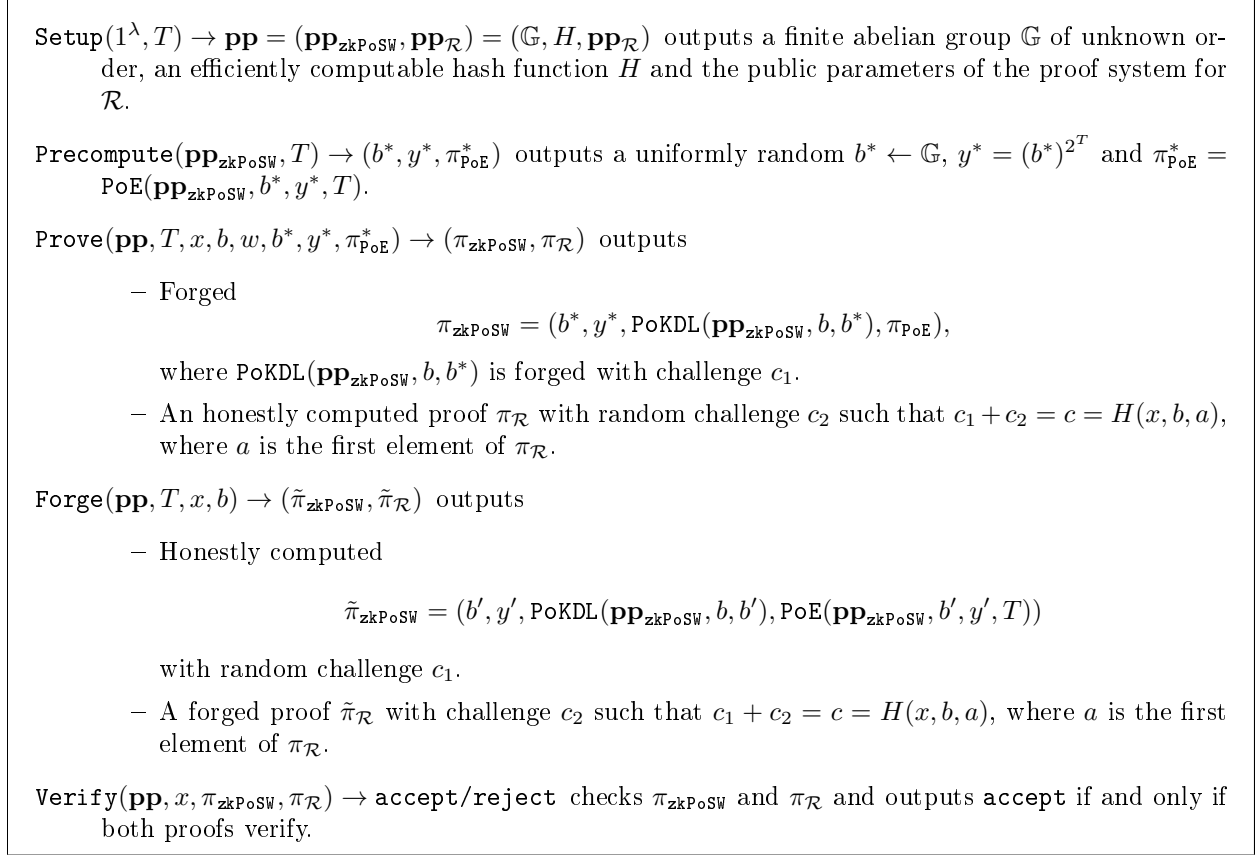 Setup(1^λ, T) → pp = (pp_zkPoSW, pp_R) = (𝔾, H, pp_R) outputs a finite abelian group 𝔾 of unknown or-
der, an efficiently computable hash function H and the public parameters of the proof system for
R.
Precompute(pp_zkPoSW, T) → (b*, y*, π*_PoE) outputs a uniformly random b* ← 𝔾, y* = (b*)^{2^T} and π*_PoE =
PoE(pp_zkPoSW, b*, y*, T).
Prove(pp, T, x, b, w, b*, y*, π*_PoE) → (π_zkPoSW, π_R) outputs
– Forged
π_zkPoSW = (b*, y*, PoKDL(pp_zkPoSW, b, b*), π_PoE),
where PoKDL(pp_zkPoSW, b, b*) is forged with challenge c_1.
– An honestly computed proof π_R with random challenge c_2 such that c_1 + c_2 = c = H(x, b, a),
where a is the first element of π_R.
Forge(pp, T, x, b) → (π̃_zkPoSW, π̃_R) outputs
– Honestly computed
π̃_zkPoSW = (b′, y′, PoKDL(pp_zkPoSW, b, b′), PoE(pp_zkPoSW, b′, y′, T))
with random challenge c_1.
– A forged proof π̃_R with challenge c_2 such that c_1 + c_2 = c = H(x, b, a), where a is the first
element of π_R.
Verify(pp, x, π_zkPoSW, π_R) → accept/reject checks π_zkPoSW and π_R and outputs accept if and only if
both proofs verify.